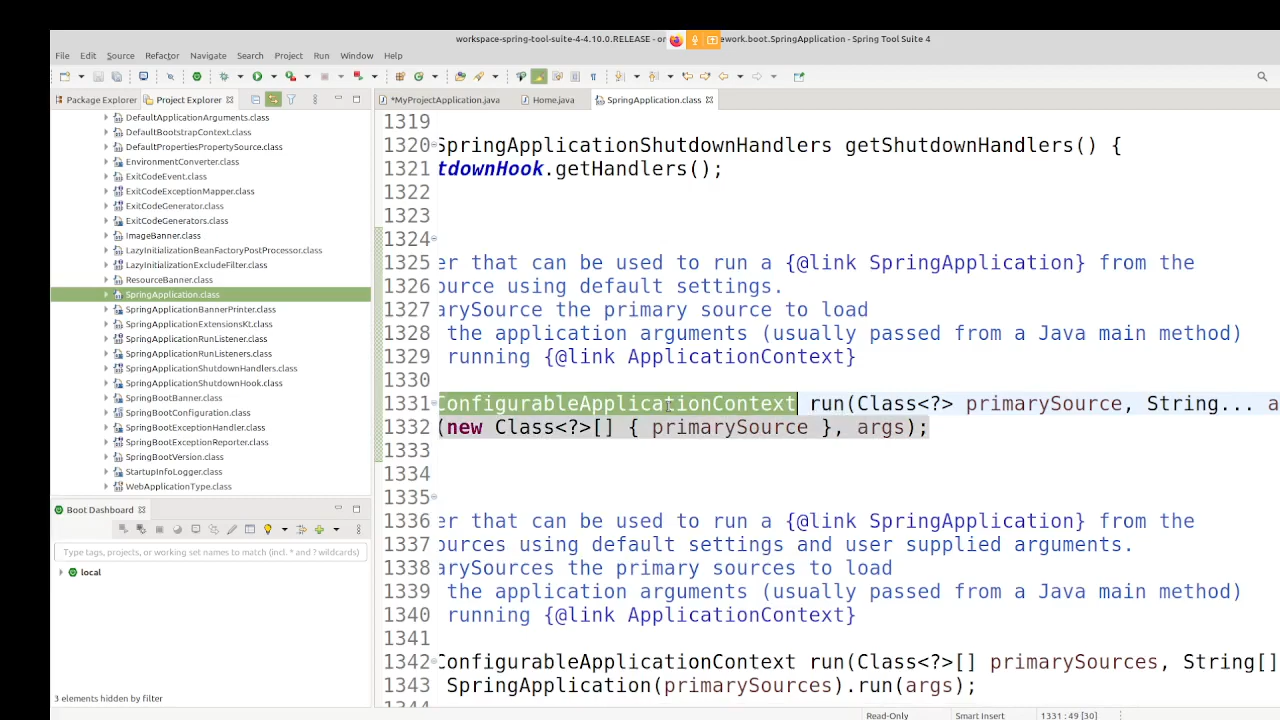 workspace-spring-tool-suite-4-4.10.0.RELEASE - or ework.boot.SpringApplication - Spring Tool Suite 4
File Edit Source Refactor Navigate Search Project Run Window Help
Package Explorer Project Explorer
DefaultApplicationArguments.class
DefaultBootstrapContext.class
DefaultPropertiesPropertySource.class
EnvironmentConverter.class
ExitCodeEvent.class
ExitCodeExceptionMapper.class
ExitCodeGenerator.class
ExitCodeGenerators.class
ImageBanner.class
LazyInitializationBeanFactoryPostProcessor.class
LazyInitializationExcludeFilter.class
ResourceBanner.class
SpringApplication.class
SpringApplicationBannerPrinter.class
SpringApplicationExtensionsKt.class
SpringApplicationRunListener.class
SpringApplicationRunListeners.class
SpringApplicationShutdownHandlers.class
SpringApplicationShutdownHook.class
SpringBootBanner.class
SpringBootConfiguration.class
SpringBootExceptionHandler.class
SpringBootExceptionReporter.class
SpringBootVersion.class
StartupInfoLogger.class
WebApplicationType.class
Boot Dashboard
Type tags, projects, or working set names to match (incl. * and ? wildcards)
local
3 elements hidden by filter
*MyProjectApplication.java Home.java SpringApplication.class
1319
1320 SpringApplicationShutdownHandlers getShutdownHandlers() {
1321 tdownHook.getHandlers();
1322
1323
1324
1325 er that can be used to run a {@link SpringApplication} from the
1326 ource using default settings.
1327 arySource the primary source to load
1328 the application arguments (usually passed from a Java main method)
1329 running {@link ApplicationContext}
1330
1331 ConfigurableApplicationContext run(Class<?> primarySource, String... a
1332 (new Class<?>[] { primarySource }, args);
1333
1334
1335
1336 er that can be used to run a {@link SpringApplication} from the
1337 ources using default settings and user supplied arguments.
1338 arySources the primary sources to load
1339 the application arguments (usually passed from a Java main method)
1340 running {@link ApplicationContext}
1341
1342 ConfigurableApplicationContext run(Class<?>[] primarySources, String[]
1343 SpringApplication(primarySources).run(args);
1344
Read-Only Smart Insert 1331 : 49 [30]